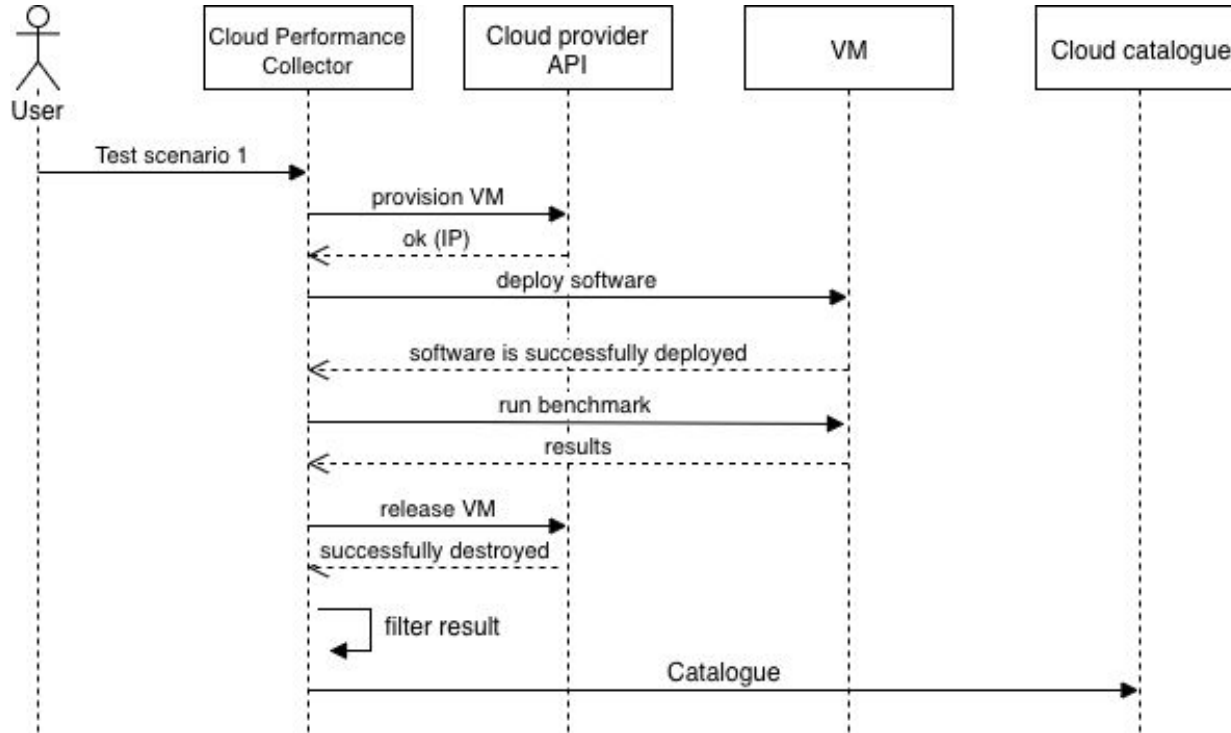 Cloud Performance
Collector
Cloud provider
API
VM
Cloud catalogue
User
Test scenario 1
provision VM
ok (IP)
deploy software
software is successfully deployed
run benchmark
results
release VM
successfully destroyed
filter result
Catalogue